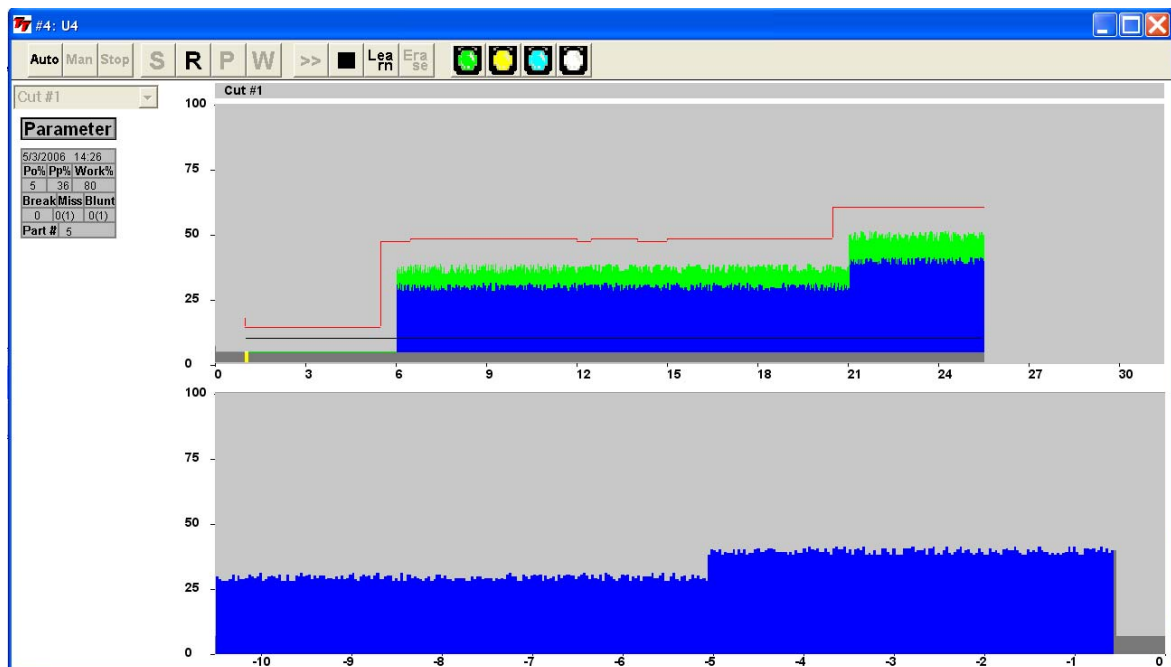 #4: U4
Auto Man Stop S R P W >> Lea rn Era se
Cut #1
Cut #1
Parameter
5/3/2006 14:26
Po% Pp% Work%
5 36 80
Break Miss Blunt
0 0(1) 0(1)
Part # 5
100
75
50
25
0
0 3 6 9 12 15 18 21 24 27 30
100
75
50
25
0
-10 -9 -8 -7 -6 -5 -4 -3 -2 -1 0